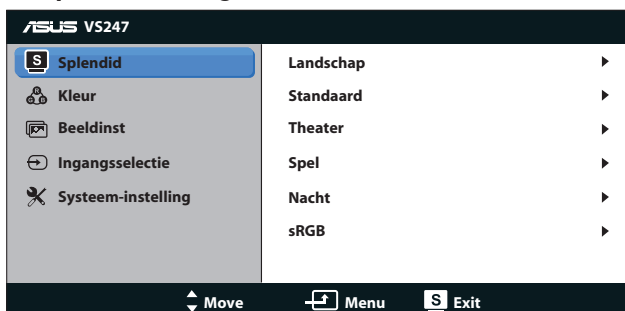 ASUS VS247
S Splendid
Kleur
Beeldinst
Ingangsselectie
Systeem-instelling
Landschap
Standaard
Theater
Spel
Nacht
sRGB
Move Menu S Exit